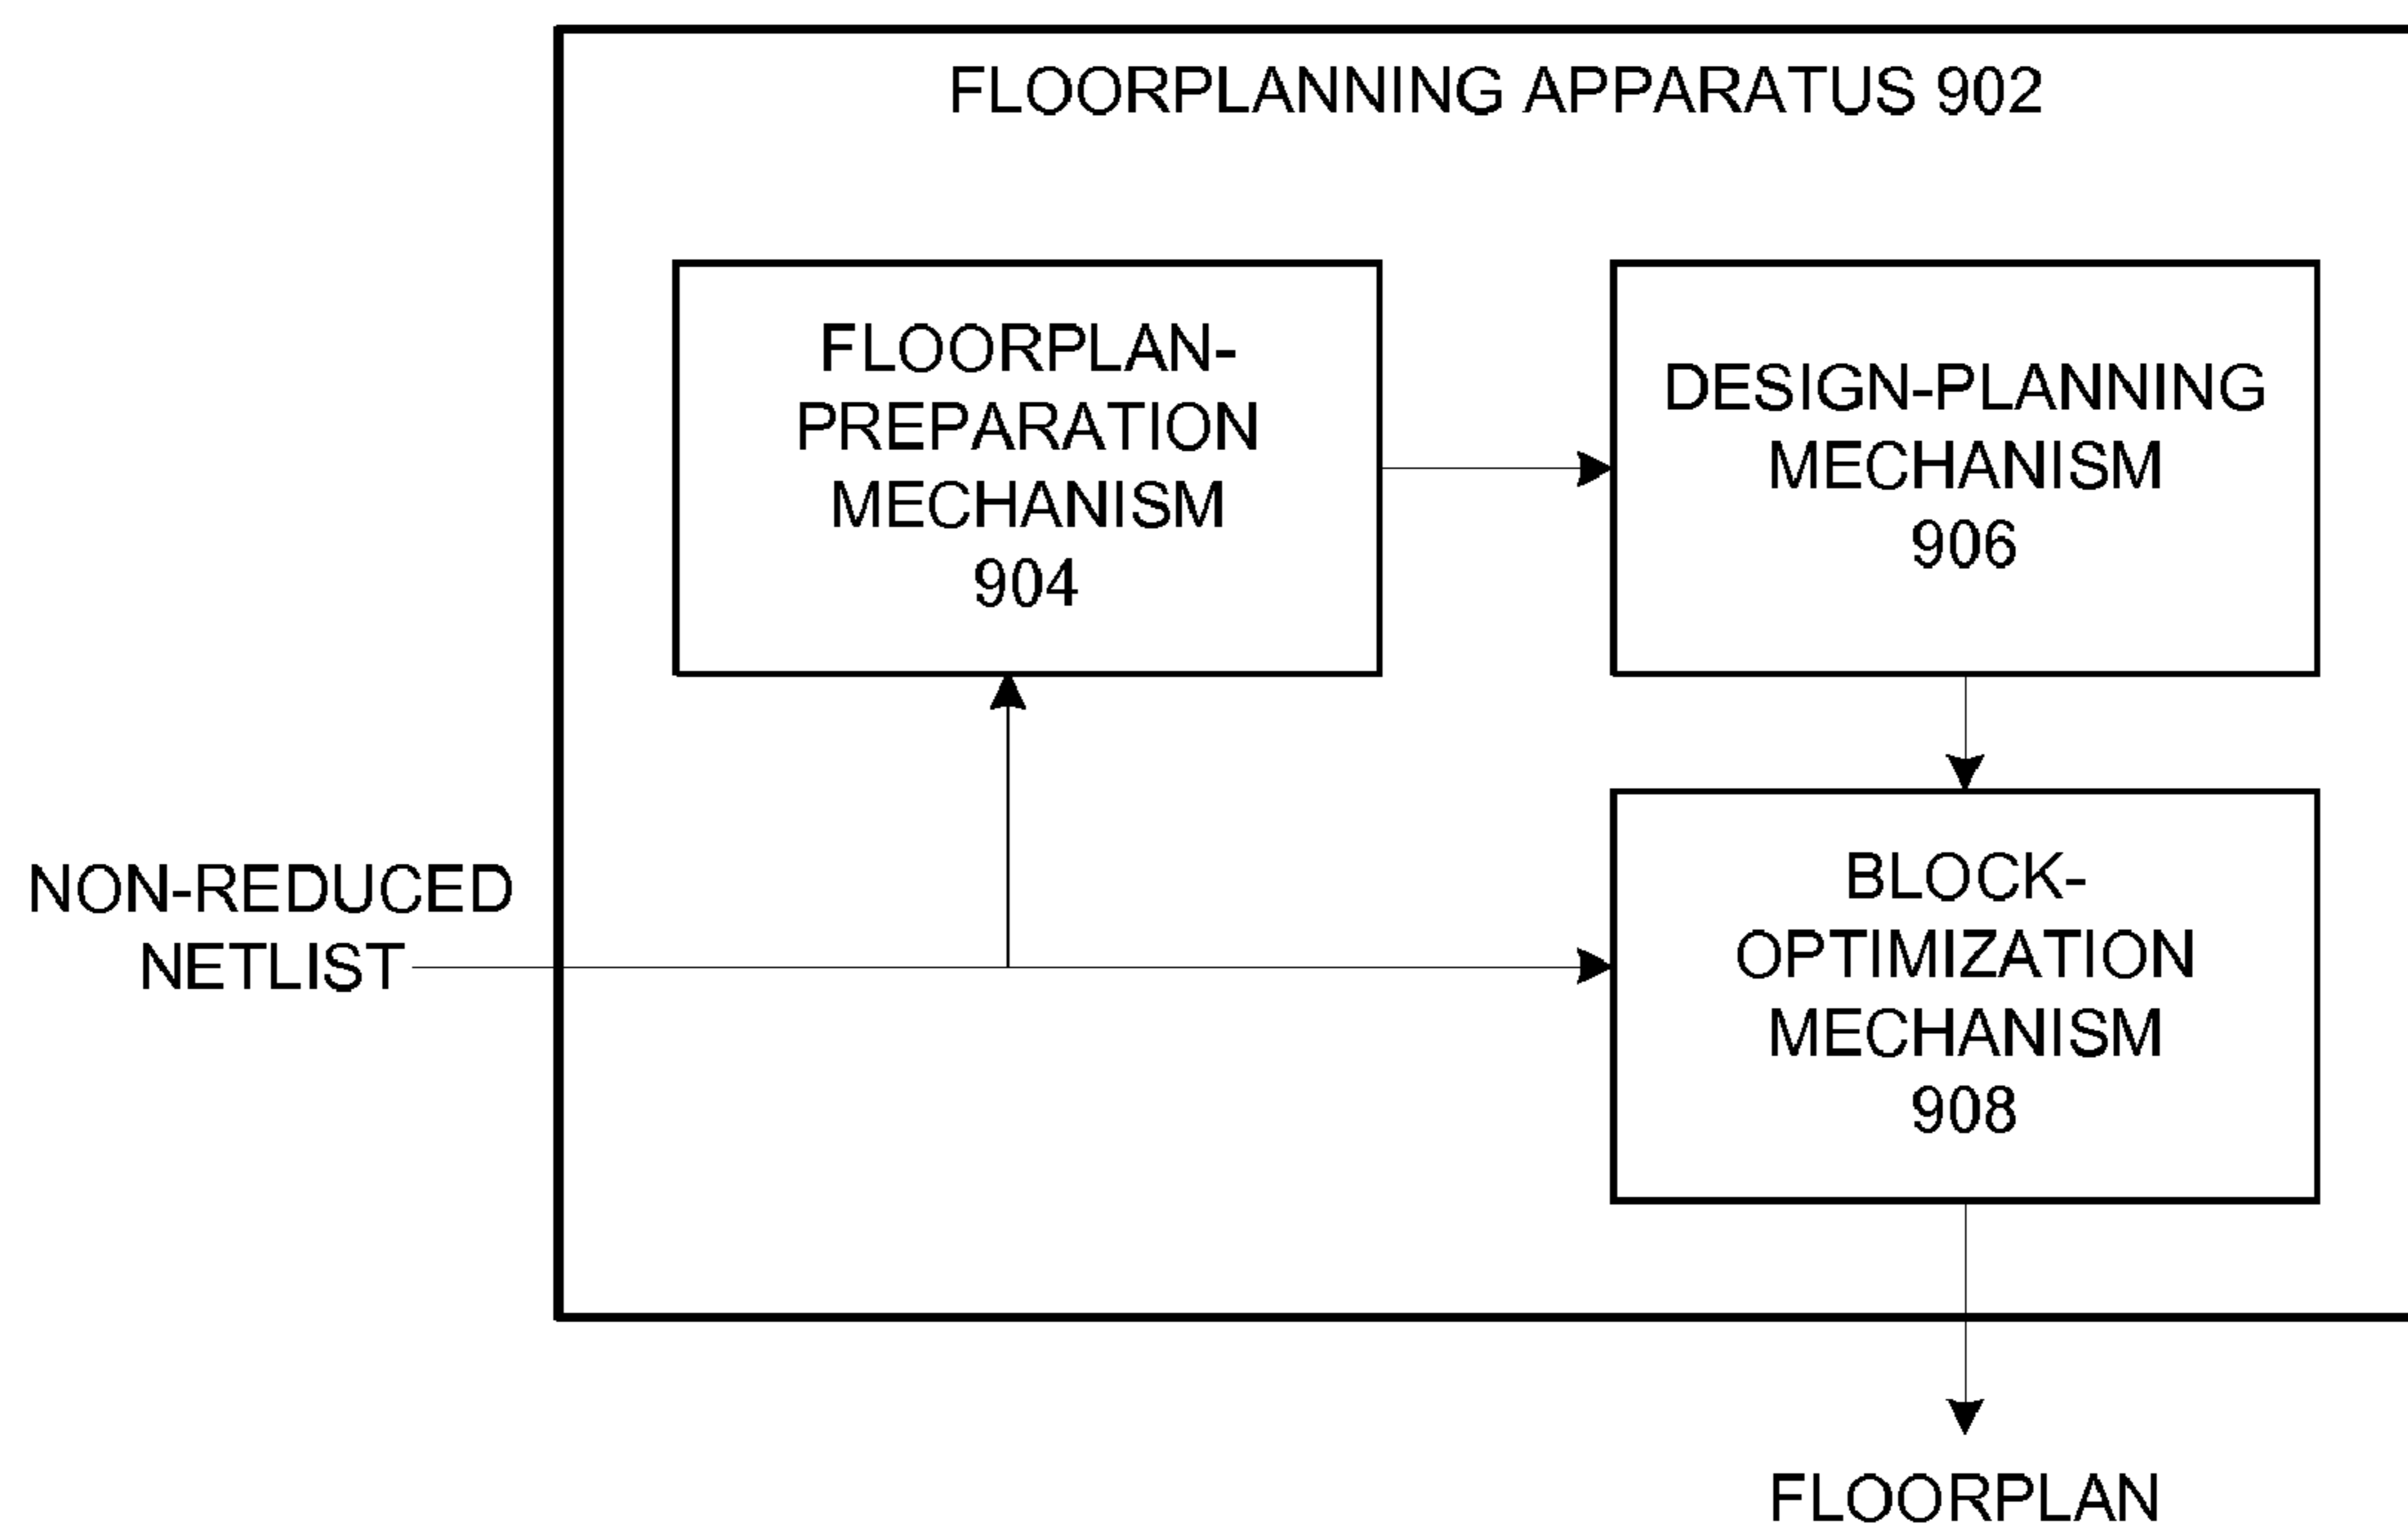 FLOORPLANNING APPARATUS 902
FLOORPLAN-
PREPARATION
MECHANISM
904
DESIGN-PLANNING
MECHANISM
906
NON-REDUCED
NETLIST
BLOCK-
OPTIMIZATION
MECHANISM
908
FLOORPLAN